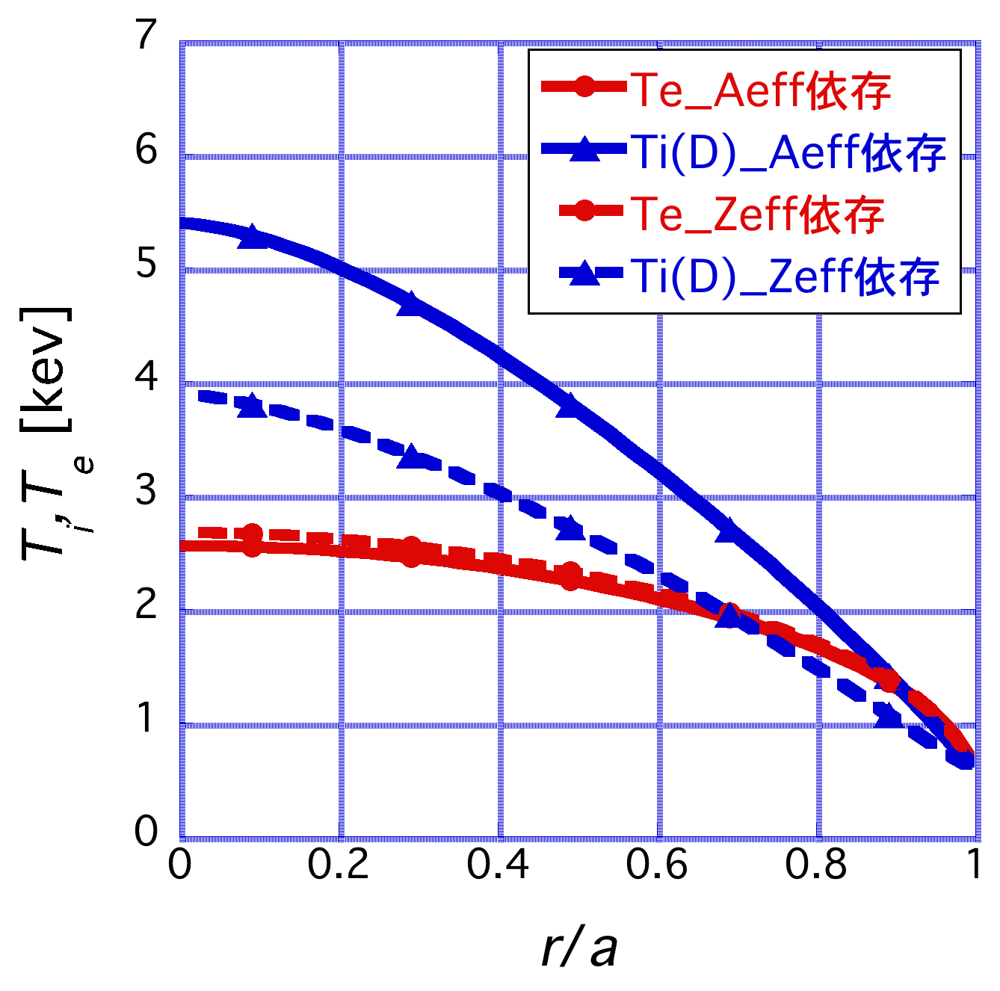 7
6
5
4
3
2
1
0
Te_Aeff依存
Ti(D)_Aeff依存
Te_Zeff依存
Ti(D)_Zeff依存
Ti,Te [kev]
0 0.2 0.4 0.6 0.8 1
r/a